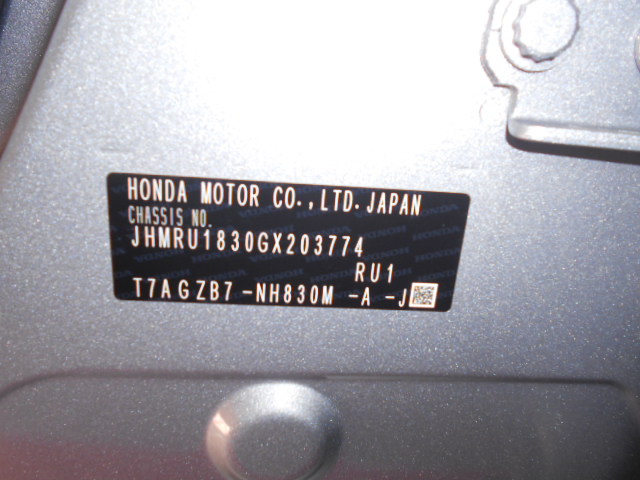 HONDA MOTOR CO.,LTD. JAPAN
CHASSIS NO.
JHMRU1830GX203774
RU1
T7AGZB7-NH830M -A -J